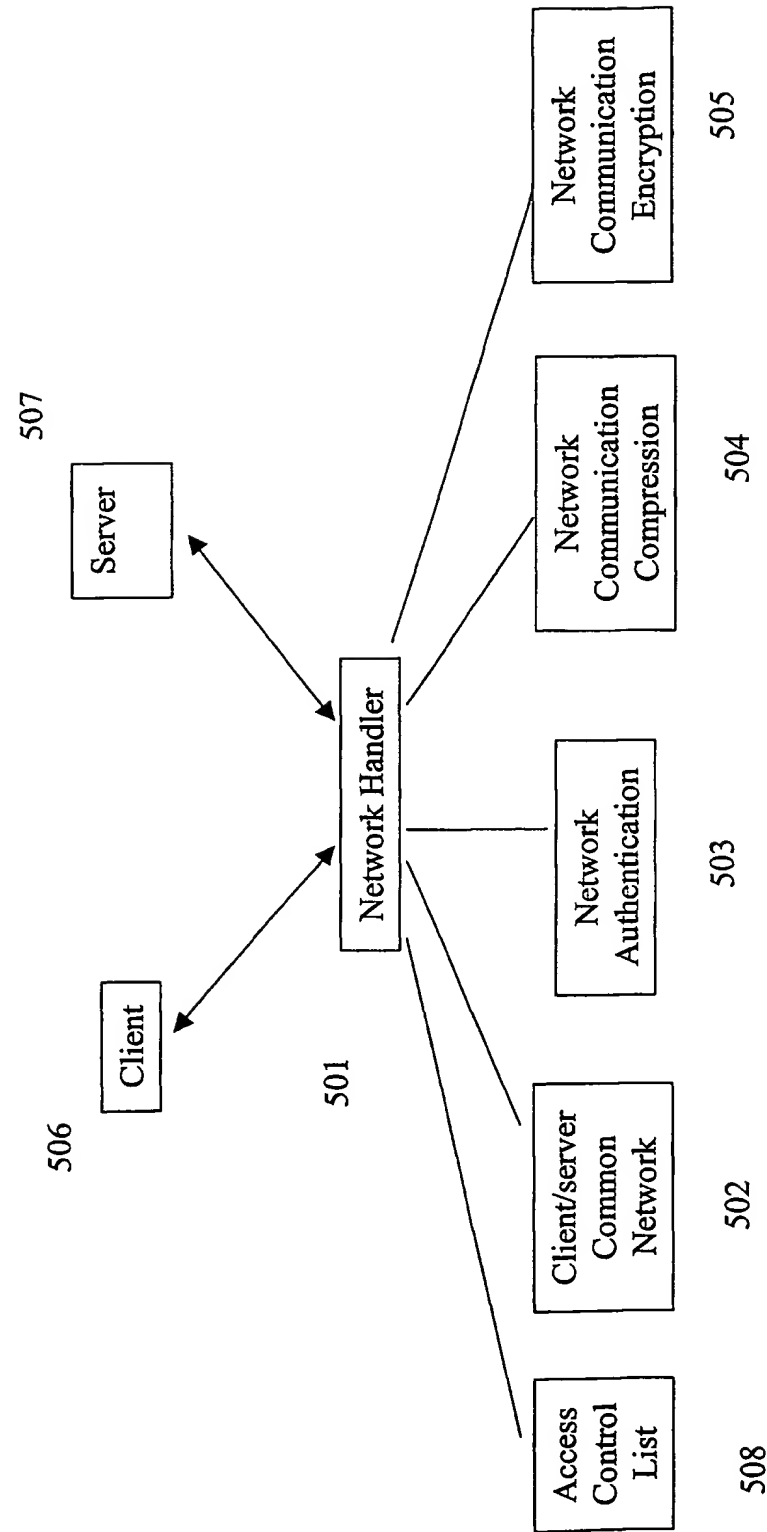 507
Server
506
Client
501
Network Handler
Access
Control
List
508
Client/server
Common
Network
502
Network
Authentication
503
Network
Communication
Compression
504
Network
Communication
Encryption
505